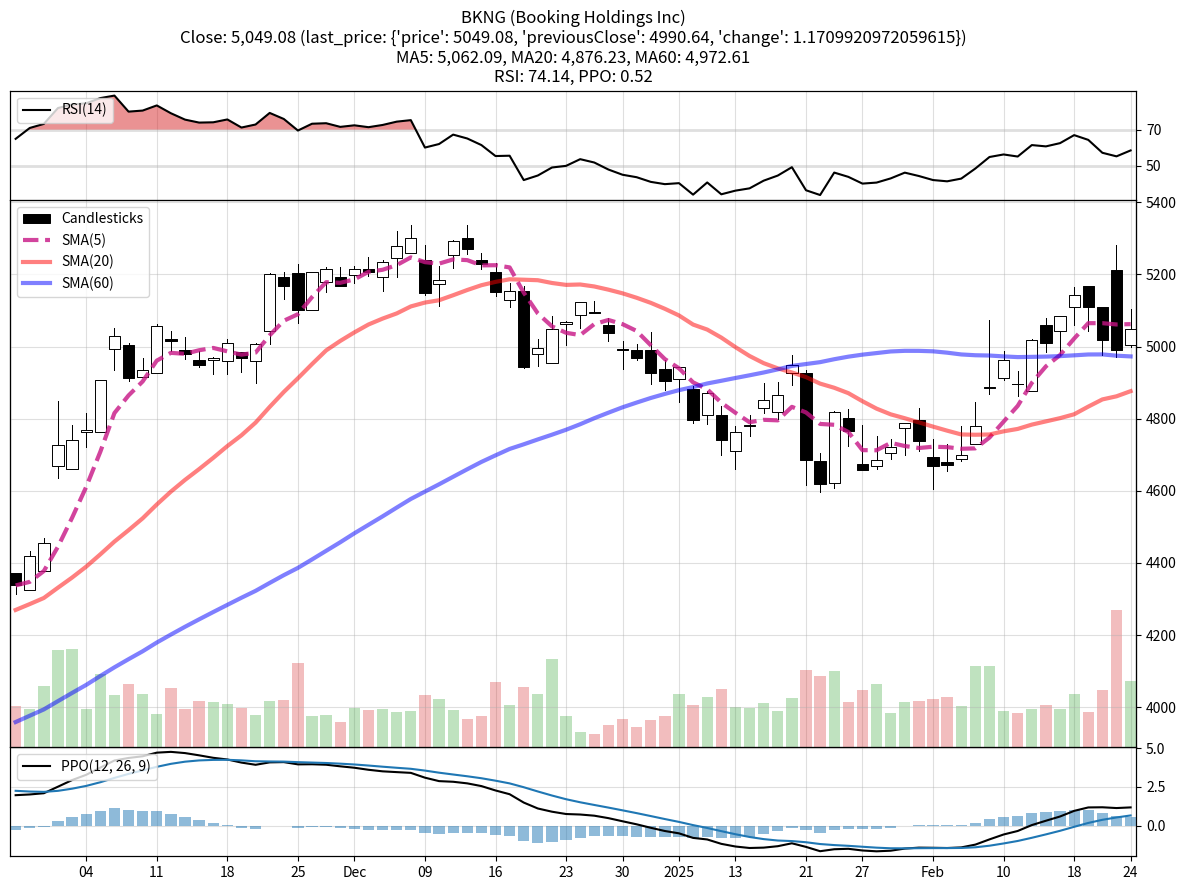 BKNG (Booking Holdings Inc)
Close: 5,049.08 (last_price: {'price': 5049.08, 'previousClose': 4990.64, 'change': 1.1709920972059615})
MA5: 5,062.09, MA20: 4,876.23, MA60: 4,972.61
RSI: 74.14, PPO: 0.52
RSI(14)
70
50
5400
Candlesticks
SMA(5)
SMA(20)
SMA(60)
5200
5000
4800
4600
4400
4200
4000
5.0
PPO(12, 26, 9)
2.5
0.0
04 11 18 25 Dec 09 16 23 30 2025 13 21 27 Feb 10 18 24